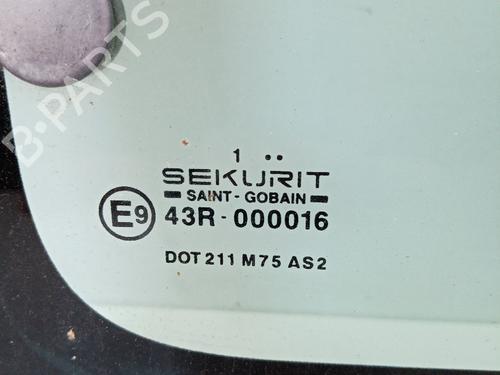 B-PARTS
1 ..
SEKURIT
SAINT-GOBAIN
E9 43R-000016
DOT 211 M75 AS2